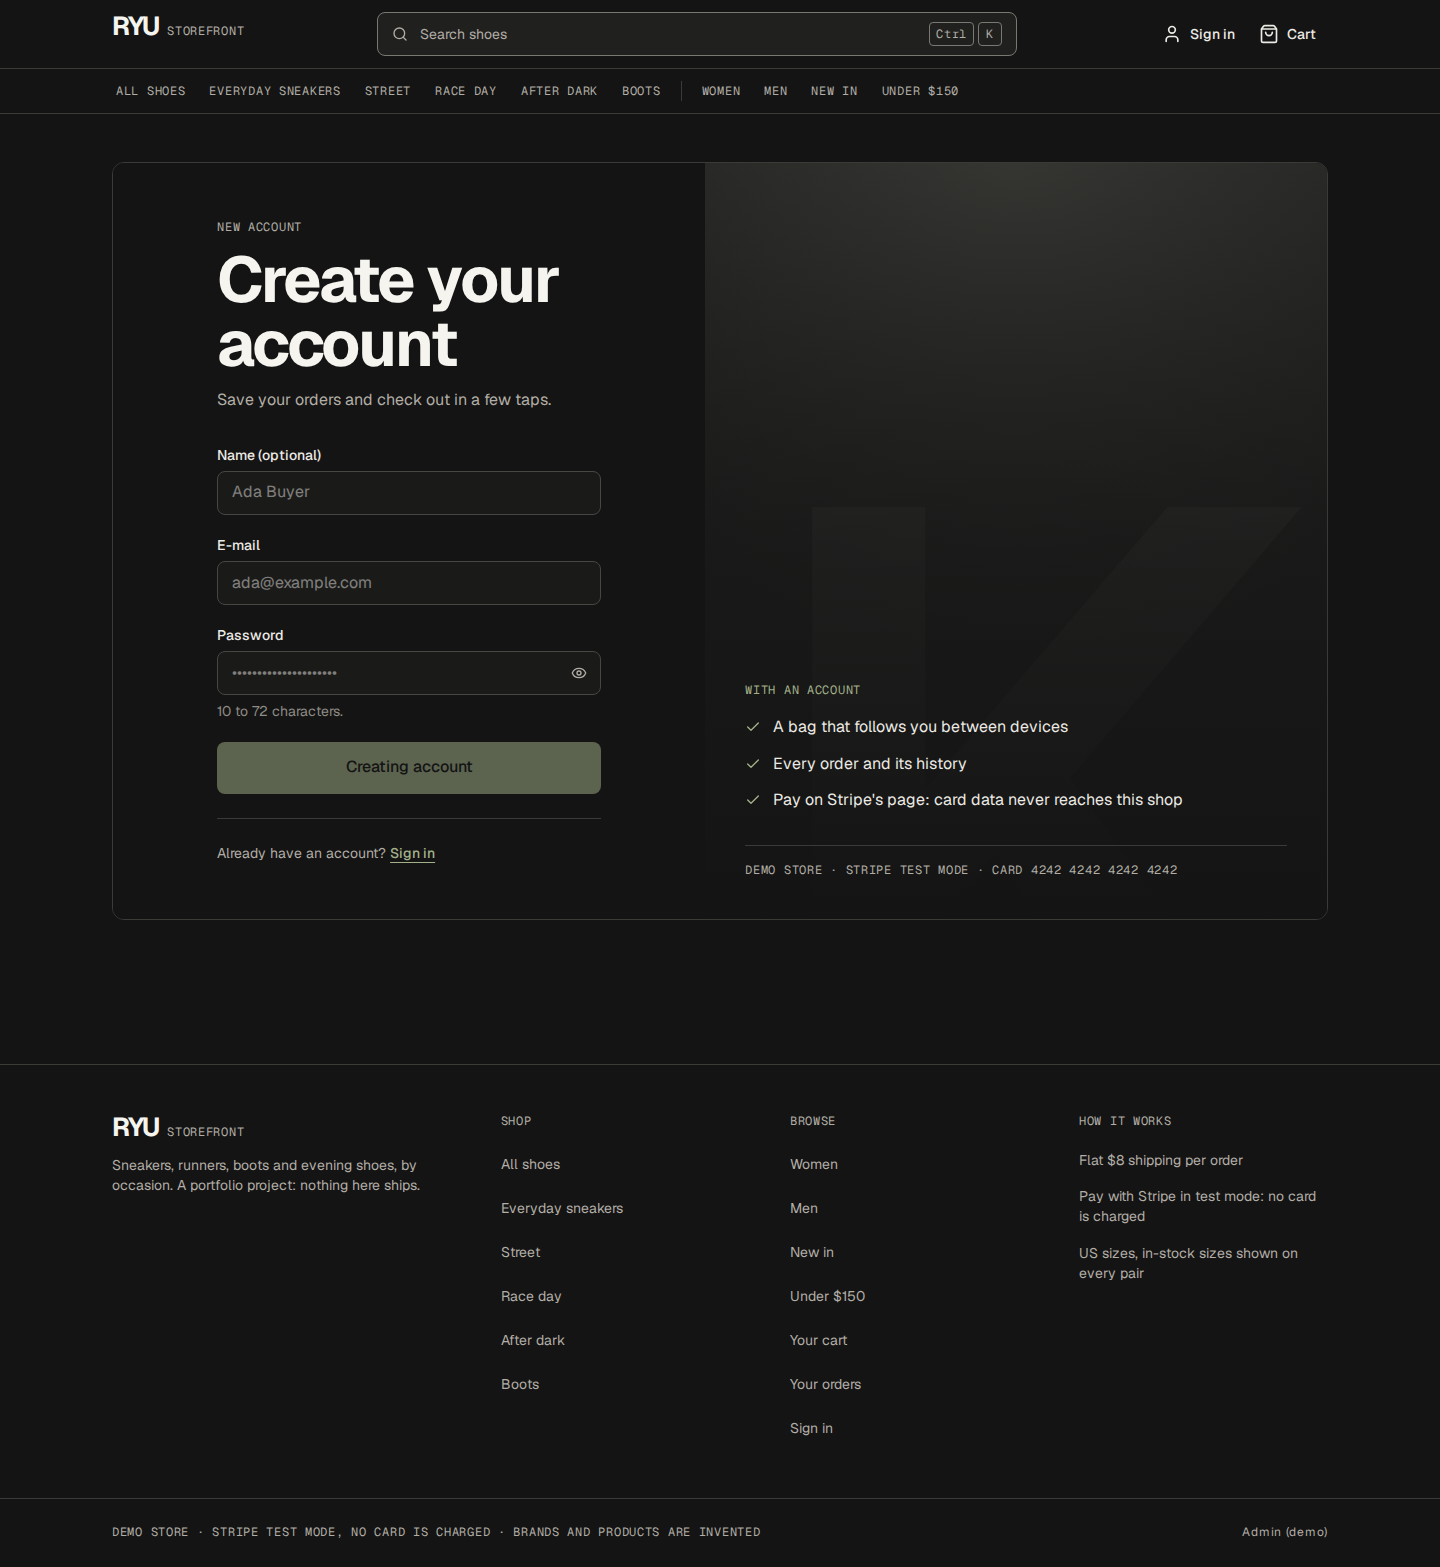 RYU STOREFRONT
Search shoes
Ctrl K
Sign in
Cart
ALL SHOES
EVERYDAY SNEAKERS
STREET
RACE DAY
AFTER DARK
BOOTS
WOMEN
MEN
NEW IN
UNDER $150
NEW ACCOUNT
Create your
account
Save your orders and check out in a few taps.
Name (optional)
Ada Buyer
E-mail
ada@example.com
Password
•••••••••••••••••••••
10 to 72 characters.
Creating account
Already have an account? Sign in
WITH AN ACCOUNT
A bag that follows you between devices
Every order and its history
Pay on Stripe's page: card data never reaches this shop
DEMO STORE · STRIPE TEST MODE · CARD 4242 4242 4242 4242
RYU STOREFRONT
Sneakers, runners, boots and evening shoes, by
occasion. A portfolio project: nothing here ships.
SHOP
All shoes
Everyday sneakers
Street
Race day
After dark
Boots
BROWSE
Women
Men
New in
Under $150
Your cart
Your orders
Sign in
HOW IT WORKS
Flat $8 shipping per order
Pay with Stripe in test mode: no card
is charged
US sizes, in-stock sizes shown on
every pair
DEMO STORE · STRIPE TEST MODE, NO CARD IS CHARGED · BRANDS AND PRODUCTS ARE INVENTED
Admin (demo)